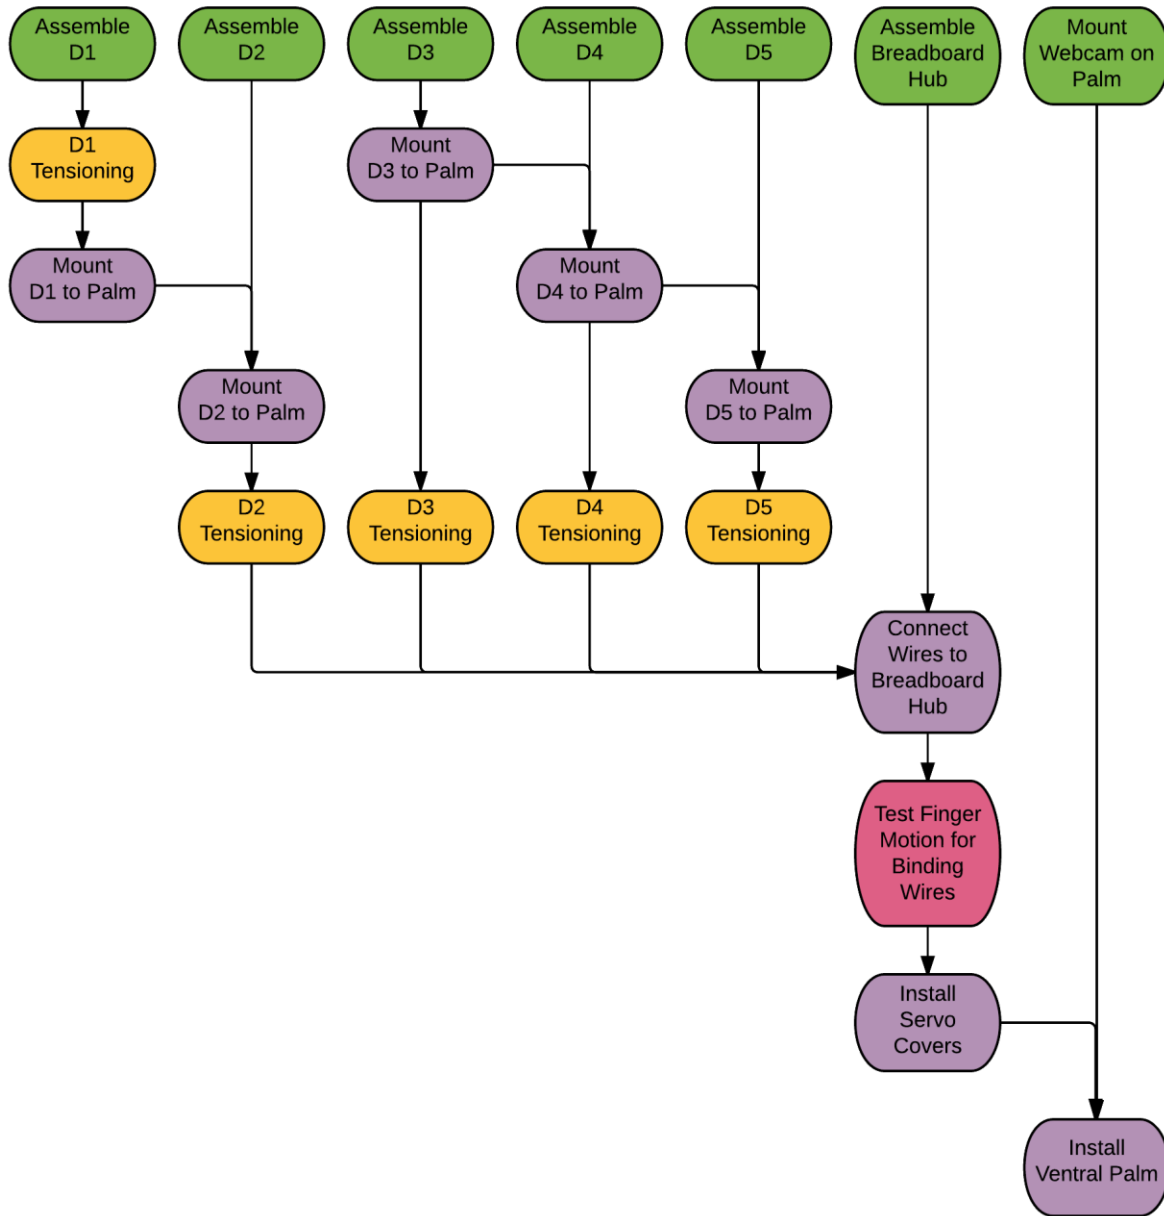 Assemble
D1
Assemble
D2
Assemble
D3
Assemble
D4
Assemble
D5
Assemble
Breadboard
Hub
Mount
Webcam on
Palm
D1
Tensioning
Mount
D3 to Palm
Mount
D1 to Palm
Mount
D4 to Palm
Mount
D2 to Palm
Mount
D5 to Palm
D2
Tensioning
D3
Tensioning
D4
Tensioning
D5
Tensioning
Connect
Wires to
Breadboard
Hub
Test Finger
Motion for
Binding
Wires
Install
Servo
Covers
Install
Ventral Palm